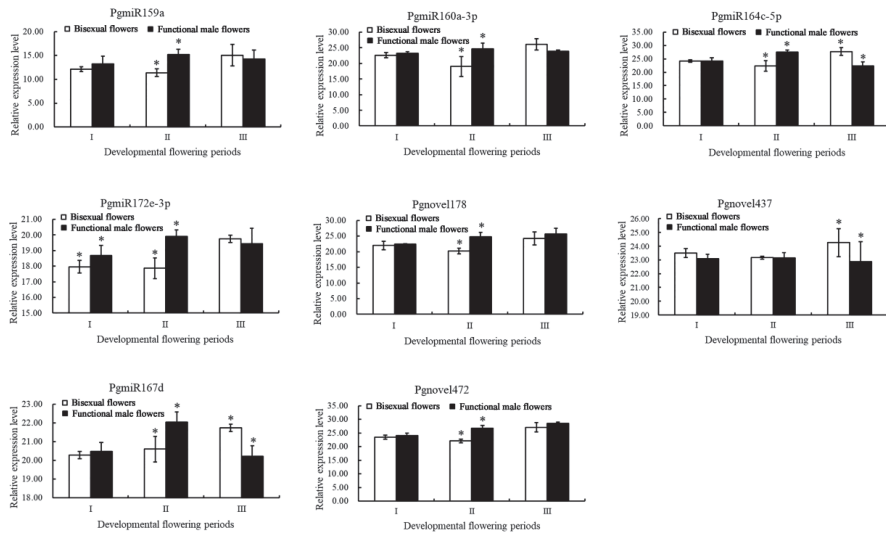 PgmiR159a
Bisexual flowers
Functional male flowers
Relative expression level
20.00
15.00
10.00
5.00
0.00
*
*
I
II
III
Developmental flowering periods
PgmiR160a-3p
Bisexual flowers
Functional male flowers
Relative expression level
30.00
25.00
20.00
15.00
10.00
5.00
0.00
*
*
I
II
III
Developmental flowering periods
PgmiR164c-5p
Bisexual flowers
Functional male flowers
Relative expression level
35.00
30.00
25.00
20.00
15.00
10.00
5.00
0.00
*
*
*
*
I
II
III
Developmental flowering periods
PgmiR172e-3p
Bisexual flowers
Functional male flowers
Relative expression level
20.00
19.00
18.00
17.00
16.00
15.00
*
*
*
*
I
II
III
Developmental flowering periods
Pgnovel178
Bisexual flowers
Functional male flowers
Relative expression level
30.00
25.00
20.00
15.00
10.00
5.00
0.00
*
*
I
II
III
Developmental flowering periods
Pgnovel437
Bisexual flowers
Functional male flowers
Relative expression level
26.00
25.00
24.00
23.00
22.00
21.00
20.00
19.00
*
*
I
II
III
Developmental flowering periods
PgmiR167d
Bisexual flowers
Functional male flowers
Relative expression level
23.00
22.00
21.00
20.00
19.00
18.00
*
*
*
*
I
II
III
Developmental flowering periods
Pgnovel472
Bisexual flowers
Functional male flowers
Relative expression level
35.00
30.00
25.00
20.00
15.00
10.00
5.00
0.00
*
*
I
II
III
Developmental flowering periods